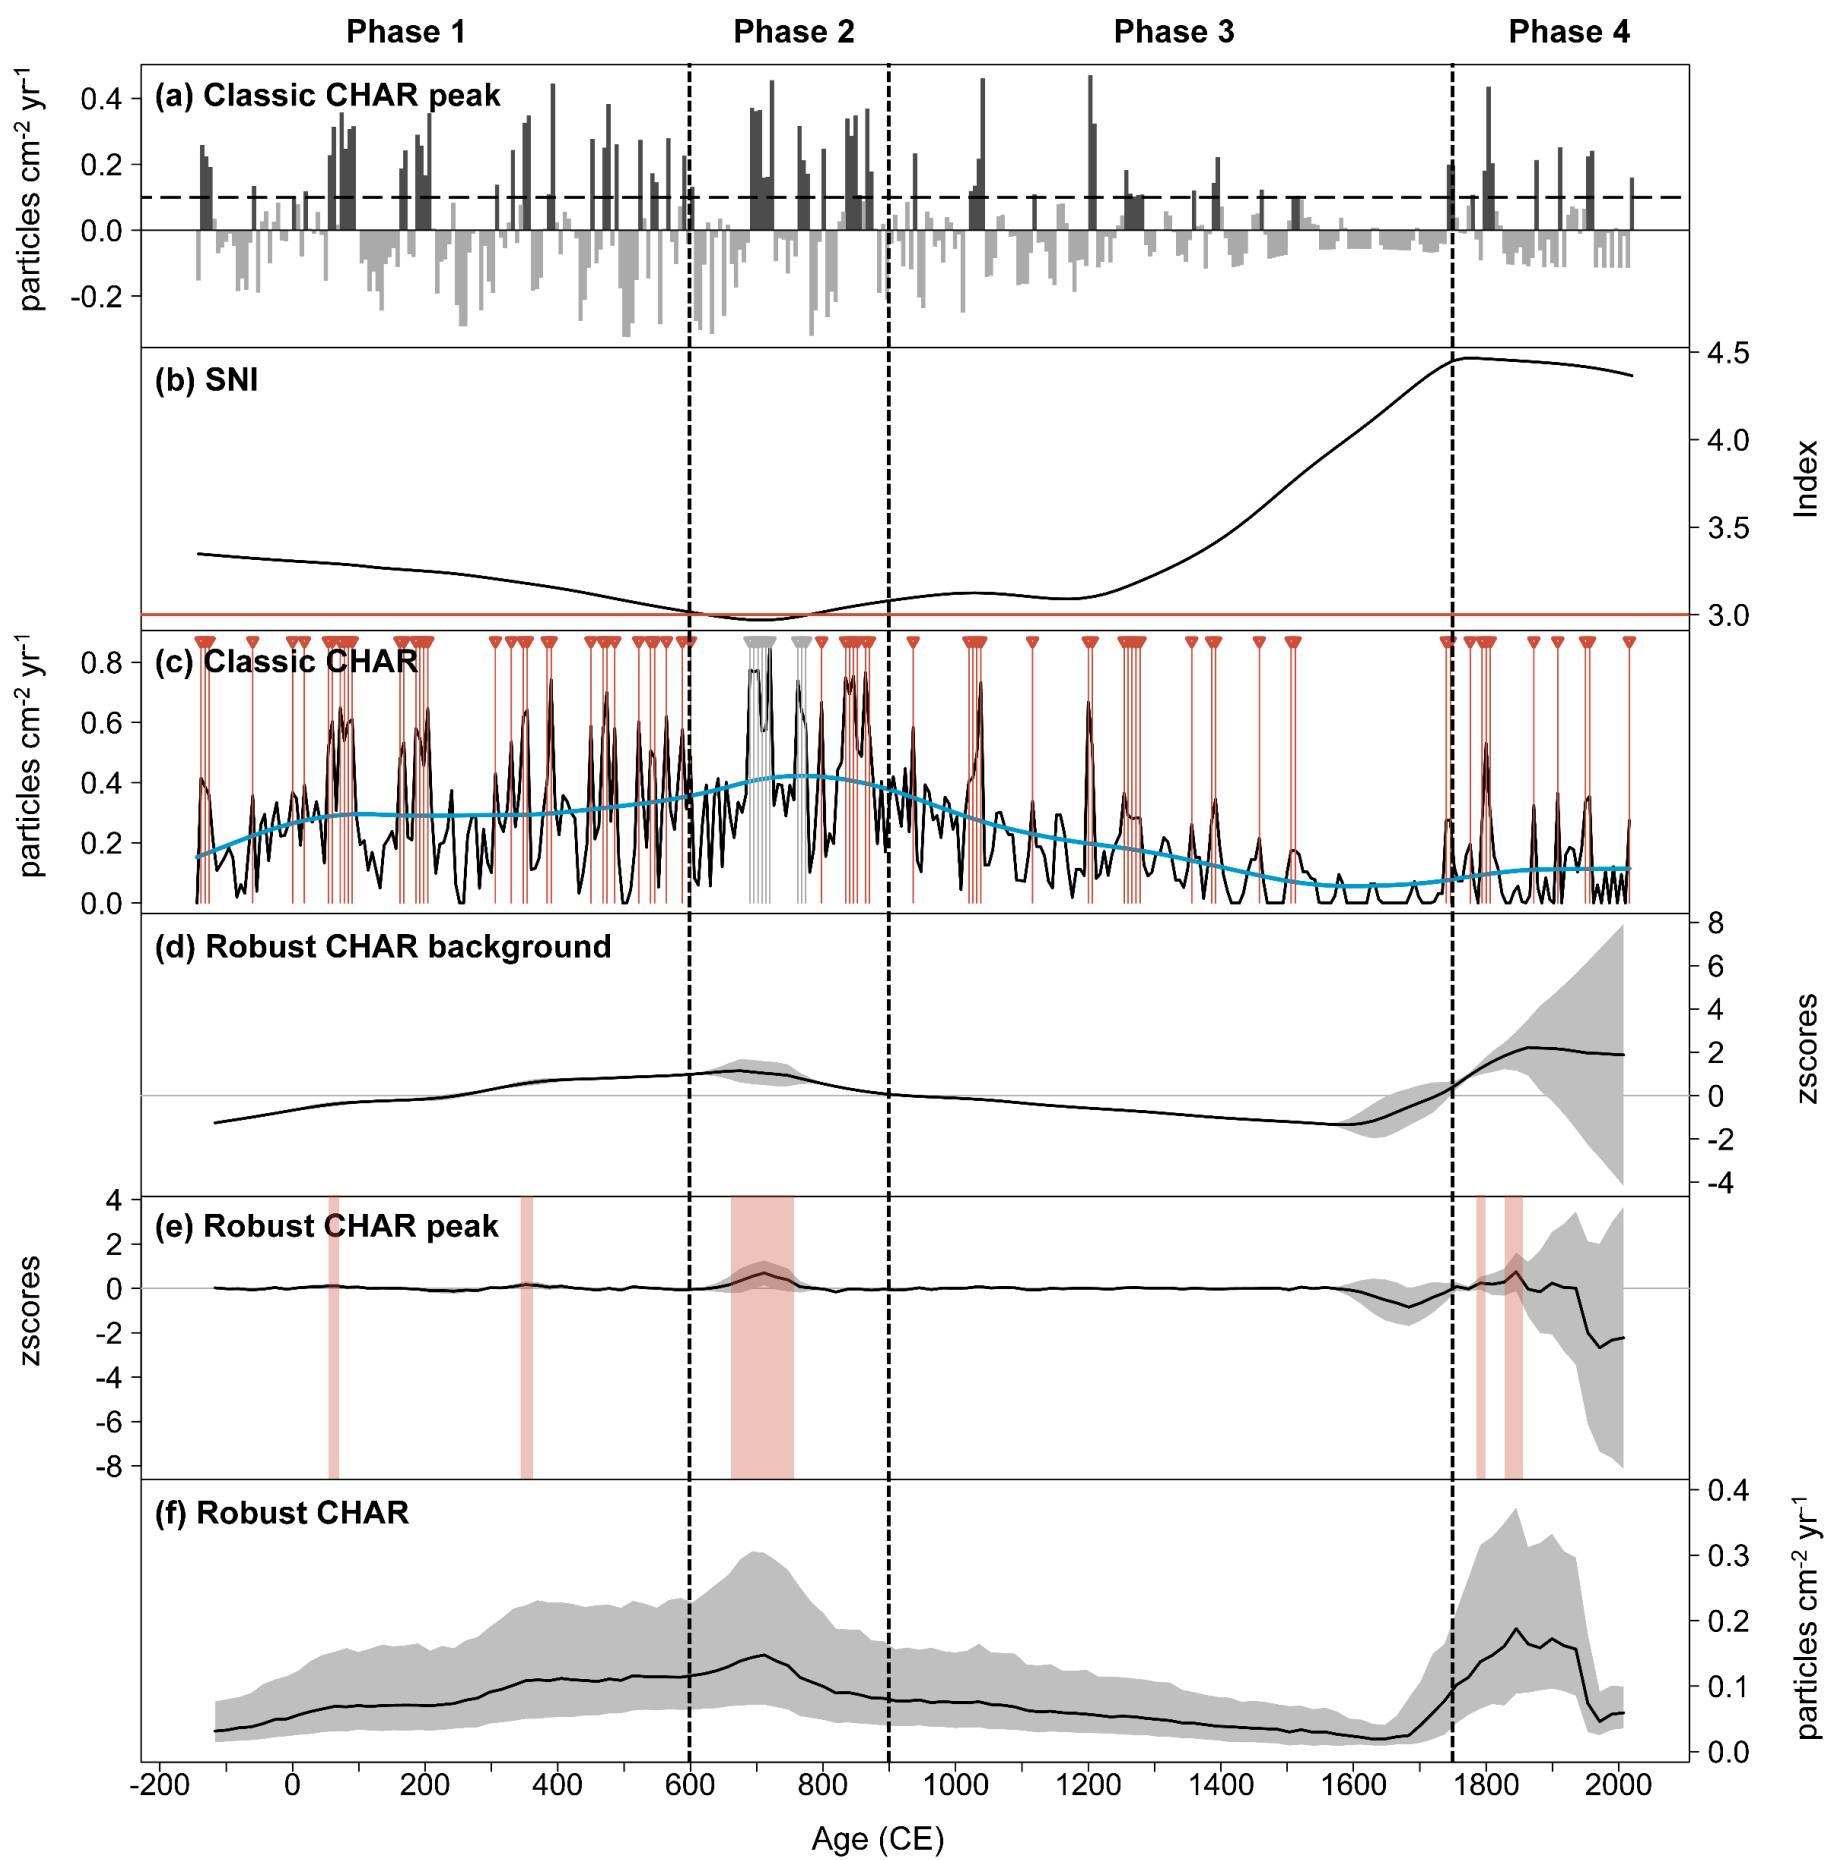 Phase 1 Phase 2 Phase 3 Phase 4
(a) Classic CHAR peak
particles cm-2 yr-1
0.4
0.2
0.0
-0.2
(b) SNI
4.5
4.0
3.5
3.0
Index
(c) Classic CHAR
particles cm-2 yr-1
0.8
0.6
0.4
0.2
0.0
(d) Robust CHAR background
8
6
4
2
0
-2
-4
zscores
(e) Robust CHAR peak
zscores
4
2
0
-2
-4
-6
-8
(f) Robust CHAR
0.4
0.3
0.2
0.1
0.0
particles cm-2 yr-1
-200 0 200 400 600 800 1000 1200 1400 1600 1800 2000
Age (CE)